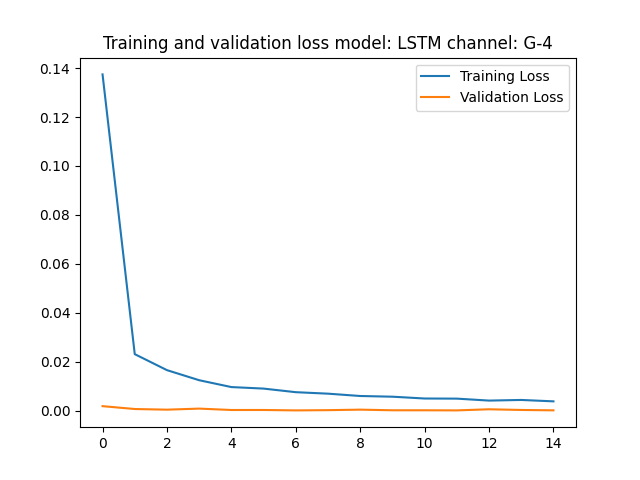 Training and validation loss model: LSTM channel: G-4
Training Loss
Validation Loss
0.14
0.12
0.10
0.08
0.06
0.04
0.02
0.00
0 2 4 6 8 10 12 14